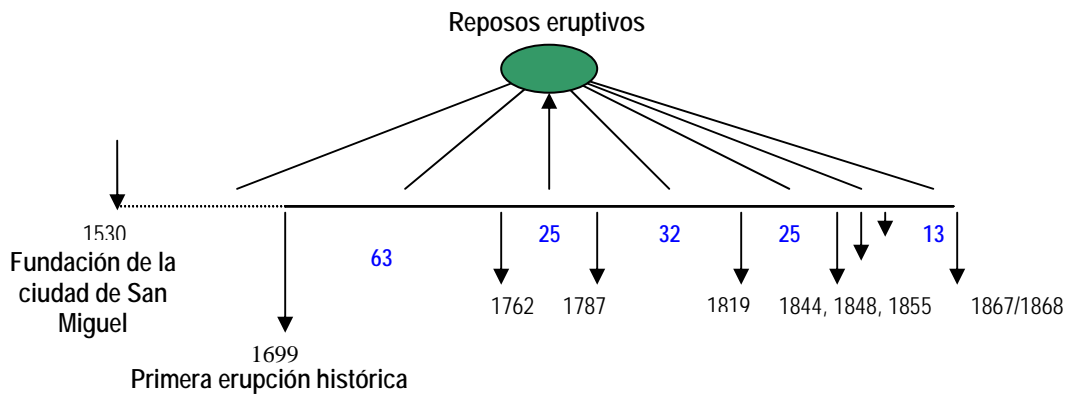 Reposos eruptivos
1530
Fundación de la
ciudad de San
Miguel
63
25
32
25
13
1762
1787
1819
1844, 1848, 1855
1867/1868
1699
Primera erupción histórica